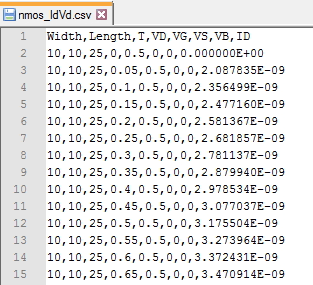 nmos_IdVd.csv
1 Width,Length,T,VD,VG,VS,VB,ID
2 10,10,25,0,0.5,0,0,0.000000E+00
3 10,10,25,0.05,0.5,0,0,2.087835E-09
4 10,10,25,0.1,0.5,0,0,2.356499E-09
5 10,10,25,0.15,0.5,0,0,2.477160E-09
6 10,10,25,0.2,0.5,0,0,2.581367E-09
7 10,10,25,0.25,0.5,0,0,2.681857E-09
8 10,10,25,0.3,0.5,0,0,2.781137E-09
9 10,10,25,0.35,0.5,0,0,2.879940E-09
10 10,10,25,0.4,0.5,0,0,2.978534E-09
11 10,10,25,0.45,0.5,0,0,3.077037E-09
12 10,10,25,0.5,0.5,0,0,3.175504E-09
13 10,10,25,0.55,0.5,0,0,3.273964E-09
14 10,10,25,0.6,0.5,0,0,3.372431E-09
15 10,10,25,0.65,0.5,0,0,3.470914E-09